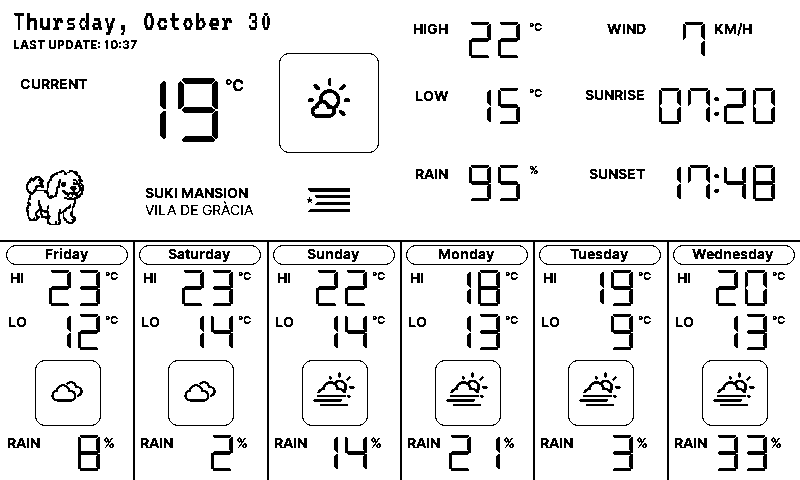 Thursday, October 30
LAST UPDATE: 10:37
CURRENT 19 °C
SUKI MANSION
VILA DE GRÀCIA
HIGH 22 °C
LOW 15 °C
RAIN 95 %
WIND 7 KM/H
SUNRISE 07:20
SUNSET 17:48
Friday
HI 23 °C
LO 12 °C
RAIN 8 %
Saturday
HI 23 °C
LO 14 °C
RAIN 2 %
Sunday
HI 22 °C
LO 14 °C
RAIN 14 %
Monday
HI 18 °C
LO 13 °C
RAIN 21 %
Tuesday
HI 19 °C
LO 9 °C
RAIN 3 %
Wednesday
HI 20 °C
LO 13 °C
RAIN 33 %